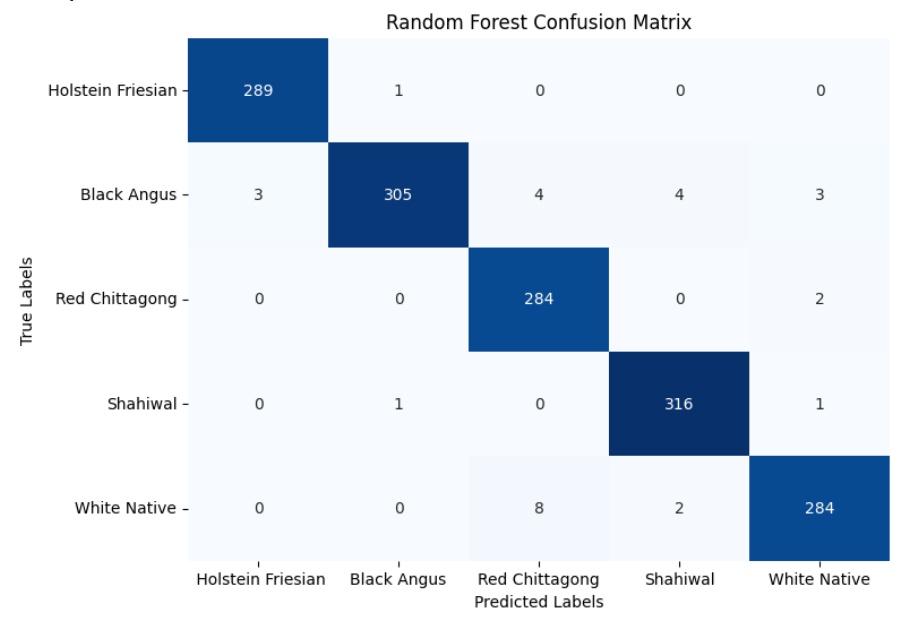 Random Forest Confusion Matrix
True Labels
Holstein Friesian 289 1 0 0 0
Black Angus 3 305 4 4 3
Red Chittagong 0 0 284 0 2
Shahiwal 0 1 0 316 1
White Native 0 0 8 2 284
Holstein Friesian Black Angus Red Chittagong Shahiwal White Native
Predicted Labels